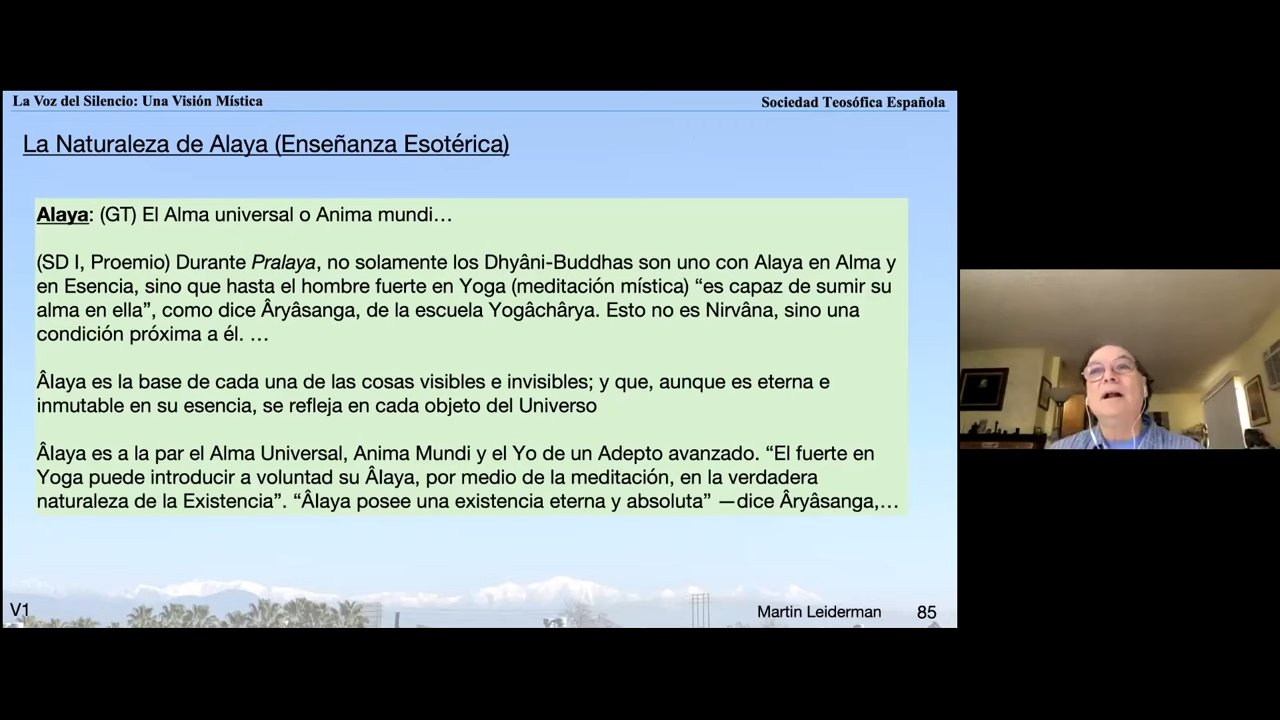 La Voz del Silencio: Una Visión Mística
Sociedad Teosófica Española
La Naturaleza de Alaya (Enseñanza Esotérica)
Alaya: (GT) El Alma universal o Anima mundi…
(SD I, Proemio) Durante Pralaya, no solamente los Dhyâni-Buddhas son uno con Alaya en Alma y
en Esencia, sino que hasta el hombre fuerte en Yoga (meditación mística) “es capaz de sumir su
alma en ella”, como dice Âryâsanga, de la escuela Yogâchârya. Esto no es Nirvâna, sino una
condición próxima a él. …
Âlaya es la base de cada una de las cosas visibles e invisibles; y que, aunque es eterna e
inmutable en su esencia, se refleja en cada objeto del Universo
Âlaya es a la par el Alma Universal, Anima Mundi y el Yo de un Adepto avanzado. “El fuerte en
Yoga puede introducir a voluntad su Âlaya, por medio de la meditación, en la verdadera
naturaleza de la Existencia”. “Âlaya posee una existencia eterna y absoluta” —dice Âryâsanga,…
V1
Martin Leiderman
85